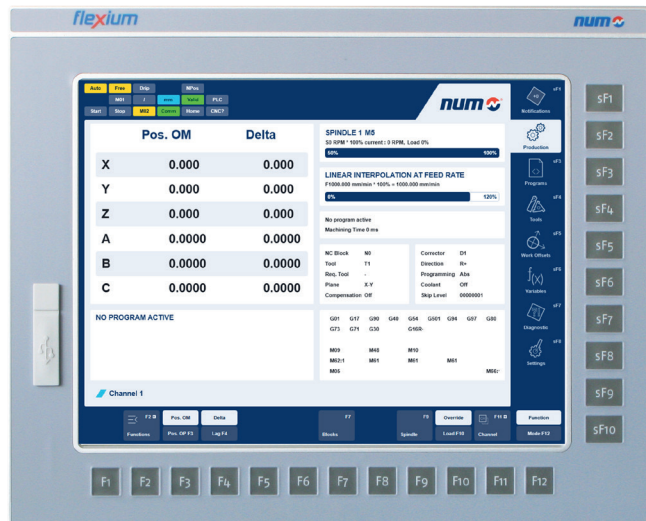 flexium
num
Auto Free Drip MPos
M01 / Valid PLC
Start Stop M02 Comm Home CNC?
num
sF1
Notifications
Production
sF3
Programs
sF4
Tools
sF5
Work Offsets
sF6
Variables
sF7
Diagnostic
sF8
Settings
Pos. OM Delta
X 0.000 0.000
Y 0.000 0.000
Z 0.000 0.000
A 0.0000 0.0000
B 0.0000 0.0000
C 0.0000 0.0000
SPINDLE 1 M5
S0 RPM * 100% current : 0 RPM, Load 0%
50% 100%
LINEAR INTERPOLATION AT FEED RATE
F1000.000 mm/min * 100% = 1000.000 mm/min
0% 120%
No program active
Machining Time 0 ms
NC Block N0
Tool T1
Req. Tool -
Plane X-Y
Compensation Off
Corrector D1
Direction R+
Programming Abs
Coolant Off
Skip Level 00000001
NO PROGRAM ACTIVE
G01 G17 G90 G40 G54 G501 G94 G97 G80
G73 G71 G30
M09 M48 M10
M62:1 M61 M61 M61
M05
Channel 1
Functions
Pos. OM
Pos. OP F3
Delta
Lag F4
F7
Blocks
F9
Spindle
Override
Load F10
F11
Channel
Function
Mode F12
sF1
sF2
sF3
sF4
sF5
sF6
sF7
sF8
sF9
sF10
F1 F2 F3 F4 F5 F6 F7 F8 F9 F10 F11 F12